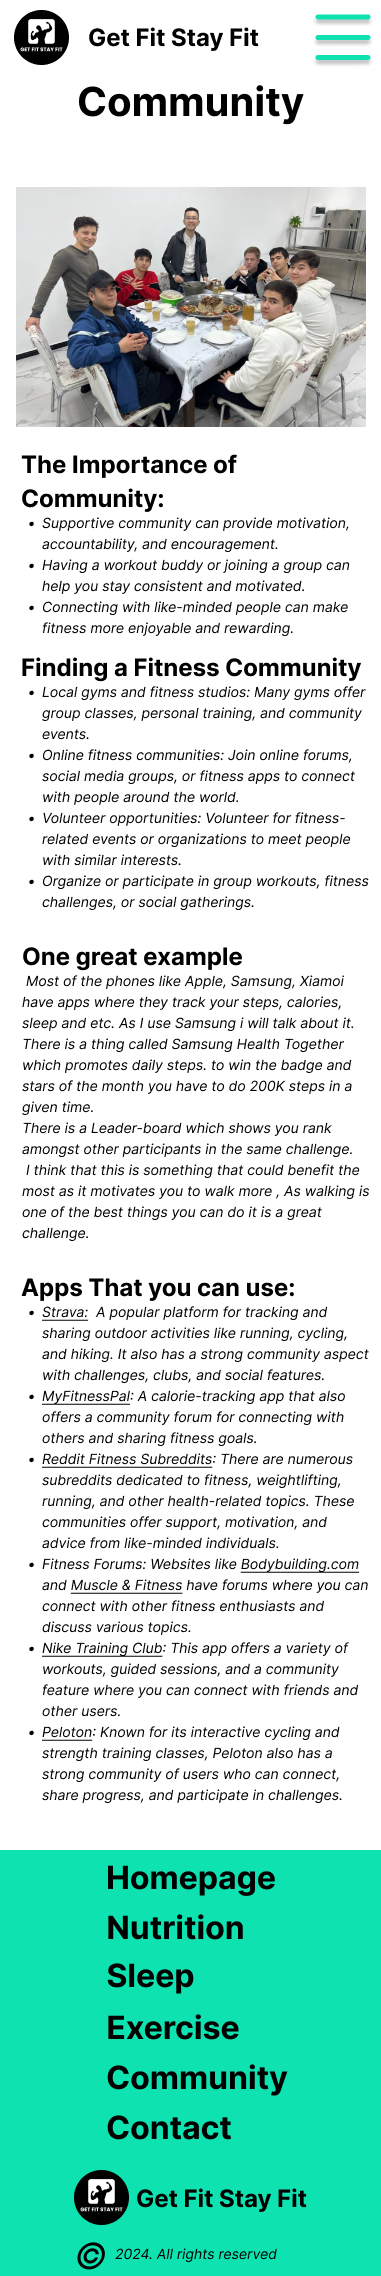 GET FIT STAY FIT
Get Fit Stay Fit
Community
The Importance of
Community:
• Supportive community can provide motivation,
accountability, and encouragement.
• Having a workout buddy or joining a group can
help you stay consistent and motivated.
• Connecting with like-minded people can make
fitness more enjoyable and rewarding.
Finding a Fitness Community
• Local gyms and fitness studios: Many gyms offer
group classes, personal training, and community
events.
• Online fitness communities: Join online forums,
social media groups, or fitness apps to connect
with people around the world.
• Volunteer opportunities: Volunteer for fitness-
related events or organizations to meet people
with similar interests.
• Organize or participate in group workouts, fitness
challenges, or social gatherings.
One great example
Most of the phones like Apple, Samsung, Xiamoi
have apps where they track your steps, calories,
sleep and etc. As I use Samsung i will talk about it.
There is a thing called Samsung Health Together
which promotes daily steps. to win the badge and
stars of the month you have to do 200K steps in a
given time.
There is a Leader-board which shows you rank
amongst other participants in the same challenge.
I think that this is something that could benefit the
most as it motivates you to walk more , As walking is
one of the best things you can do it is a great
challenge.
Apps That you can use:
• Strava: A popular platform for tracking and
sharing outdoor activities like running, cycling,
and hiking. It also has a strong community aspect
with challenges, clubs, and social features.
• MyFitnessPal: A calorie-tracking app that also
offers a community forum for connecting with
others and sharing fitness goals.
• Reddit Fitness Subreddits: There are numerous
subreddits dedicated to fitness, weightlifting,
running, and other health-related topics. These
communities offer support, motivation, and
advice from like-minded individuals.
• Fitness Forums: Websites like Bodybuilding.com
and Muscle & Fitness have forums where you can
connect with other fitness enthusiasts and
discuss various topics.
• Nike Training Club: This app offers a variety of
workouts, guided sessions, and a community
feature where you can connect with friends and
other users.
• Peloton: Known for its interactive cycling and
strength training classes, Peloton also has a
strong community of users who can connect,
share progress, and participate in challenges.
Homepage
Nutrition
Sleep
Exercise
Community
Contact
GET FIT STAY FIT
Get Fit Stay Fit
© 2024. All rights reserved